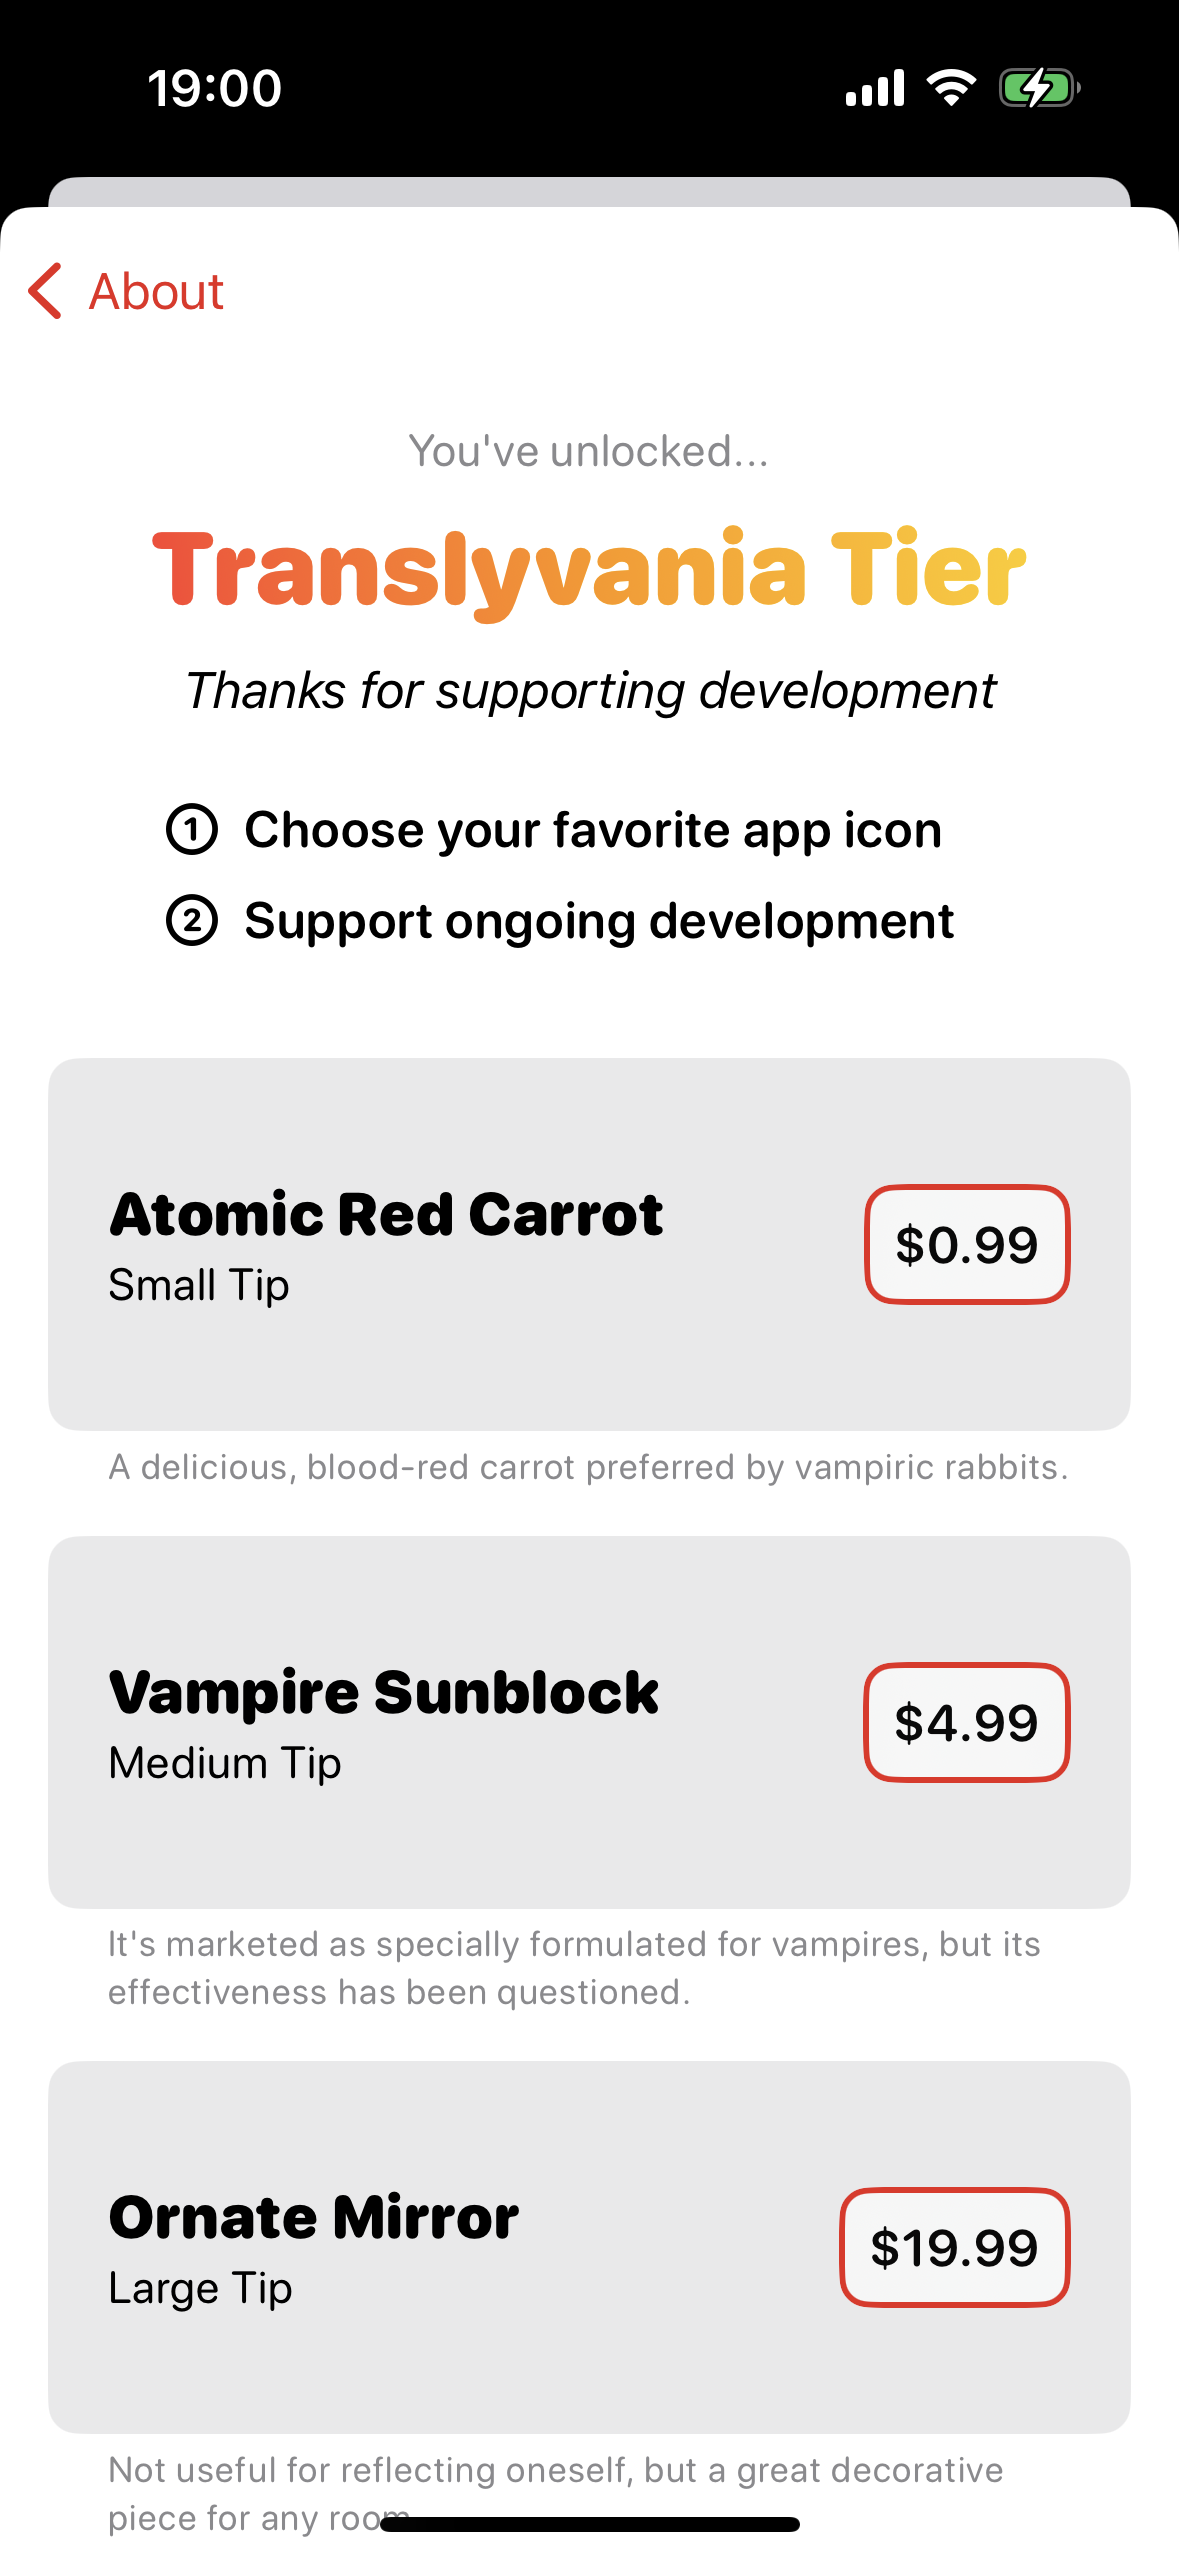 19:00
About
You've unlocked...
Translyvania Tier
Thanks for supporting development
1 Choose your favorite app icon
2 Support ongoing development
Atomic Red Carrot
Small Tip
$0.99
A delicious, blood-red carrot preferred by vampiric rabbits.
Vampire Sunblock
Medium Tip
$4.99
It's marketed as specially formulated for vampires, but its
effectiveness has been questioned.
Ornate Mirror
Large Tip
$19.99
Not useful for reflecting oneself, but a great decorative
piece for any room.